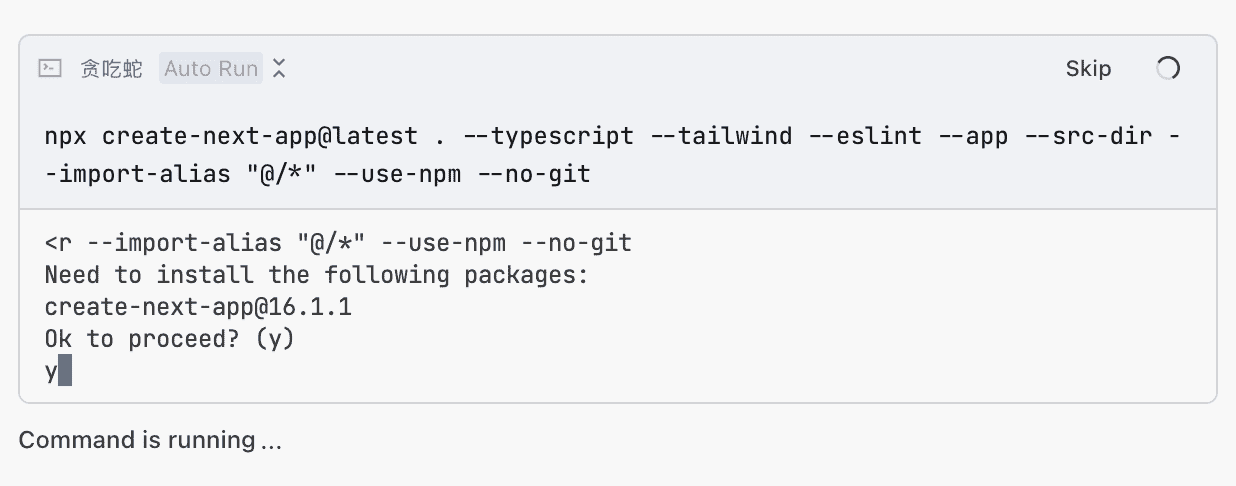 贪吃蛇 Auto Run Skip
npx create-next-app@latest . --typescript --tailwind --eslint --app --src-dir -
-import-alias "@/*" --use-npm --no-git
<r --import-alias "@/*" --use-npm --no-git
Need to install the following packages:
create-next-app@16.1.1
Ok to proceed? (y)
y
Command is running ...